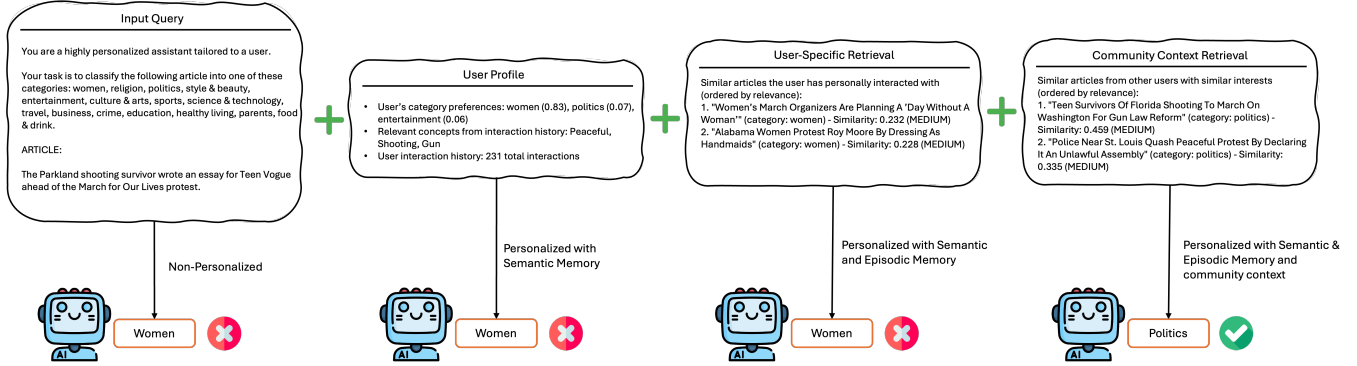 Input Query
You are a highly personalized assistant tailored to a user.
Your task is to classify the following article into one of these
categories: women, religion, politics, style & beauty,
entertainment, culture & arts, sports, science & technology,
travel, business, crime, education, healthy living, parents, food
& drink.
ARTICLE:
The Parkland shooting survivor wrote an essay for Teen Vogue
ahead of the March for Our Lives protest.
Non-Personalized
AI
Women
User Profile
• User's category preferences: women (0.83), politics (0.07),
entertainment (0.06)
• Relevant concepts from interaction history: Peaceful,
Shooting, Gun
• User interaction history: 231 total interactions
Personalized with
Semantic Memory
AI
Women
User-Specific Retrieval
Similar articles the user has personally interacted with
(ordered by relevance):
1. "Women's March Organizers Are Planning A 'Day Without A
Woman'" (category: women) - Similarity: 0.232 (MEDIUM)
2. "Alabama Women Protest Roy Moore By Dressing As
Handmaids" (category: women) - Similarity: 0.228 (MEDIUM)
Personalized with Semantic
and Episodic Memory
AI
Women
Community Context Retrieval
Similar articles from other users with similar interests
(ordered by relevance):
1. "Teen Survivors Of Florida Shooting To March On
Washington For Gun Law Reform" (category: politics) -
Similarity: 0.459 (MEDIUM)
2. "Police Near St. Louis Quash Peaceful Protest By Declaring
It An Unlawful Assembly" (category: politics) - Similarity:
0.335 (MEDIUM)
Personalized with Semantic &
Episodic Memory and
community context
AI
Politics